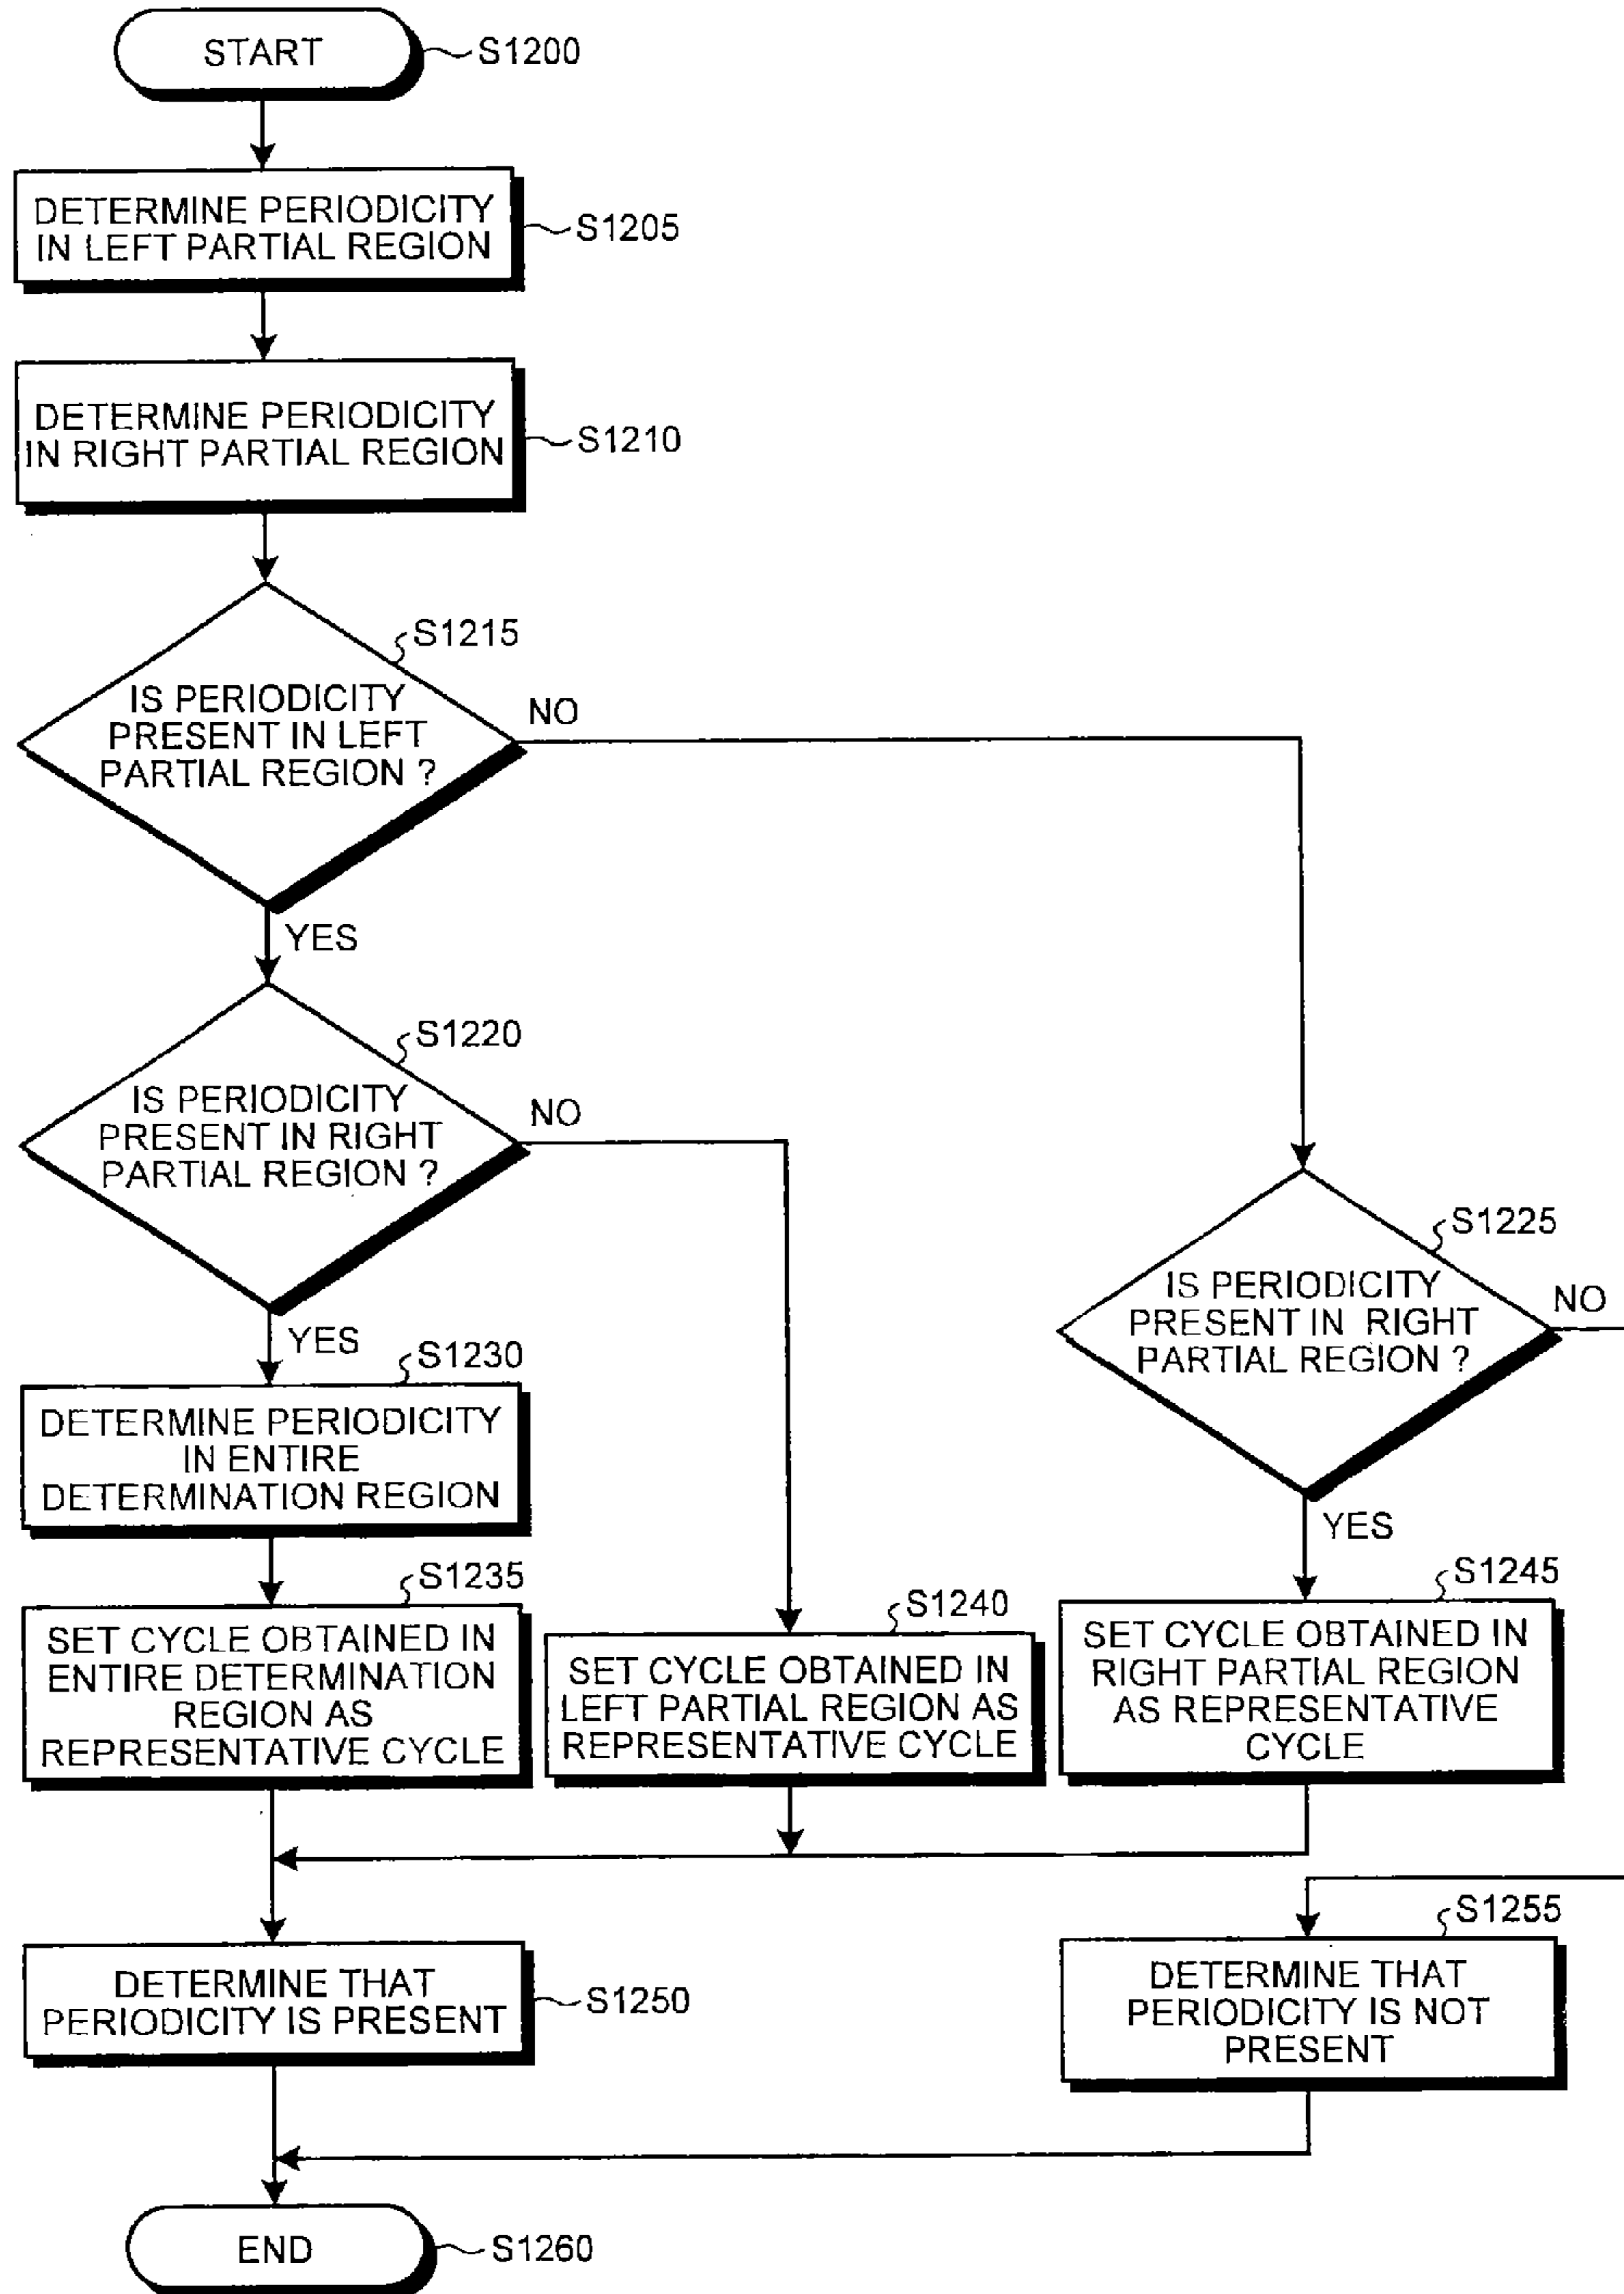 START
S1200
DETERMINE PERIODICITY
IN LEFT PARTIAL REGION
S1205
DETERMINE PERIODICITY
IN RIGHT PARTIAL REGION
S1210
S1215
IS PERIODICITY
PRESENT IN LEFT
PARTIAL REGION ?
NO
YES
S1220
IS PERIODICITY
PRESENT IN RIGHT
PARTIAL REGION ?
NO
YES
S1225
IS PERIODICITY
PRESENT IN RIGHT
PARTIAL REGION ?
NO
YES
S1230
DETERMINE PERIODICITY
IN ENTIRE
DETERMINATION REGION
S1235
SET CYCLE OBTAINED IN
ENTIRE DETERMINATION
REGION AS
REPRESENTATIVE CYCLE
S1240
SET CYCLE OBTAINED IN
LEFT PARTIAL REGION AS
REPRESENTATIVE CYCLE
S1245
SET CYCLE OBTAINED IN
RIGHT PARTIAL REGION
AS REPRESENTATIVE
CYCLE
DETERMINE THAT
PERIODICITY IS PRESENT
S1250
S1255
DETERMINE THAT
PERIODICITY IS NOT
PRESENT
END
S1260